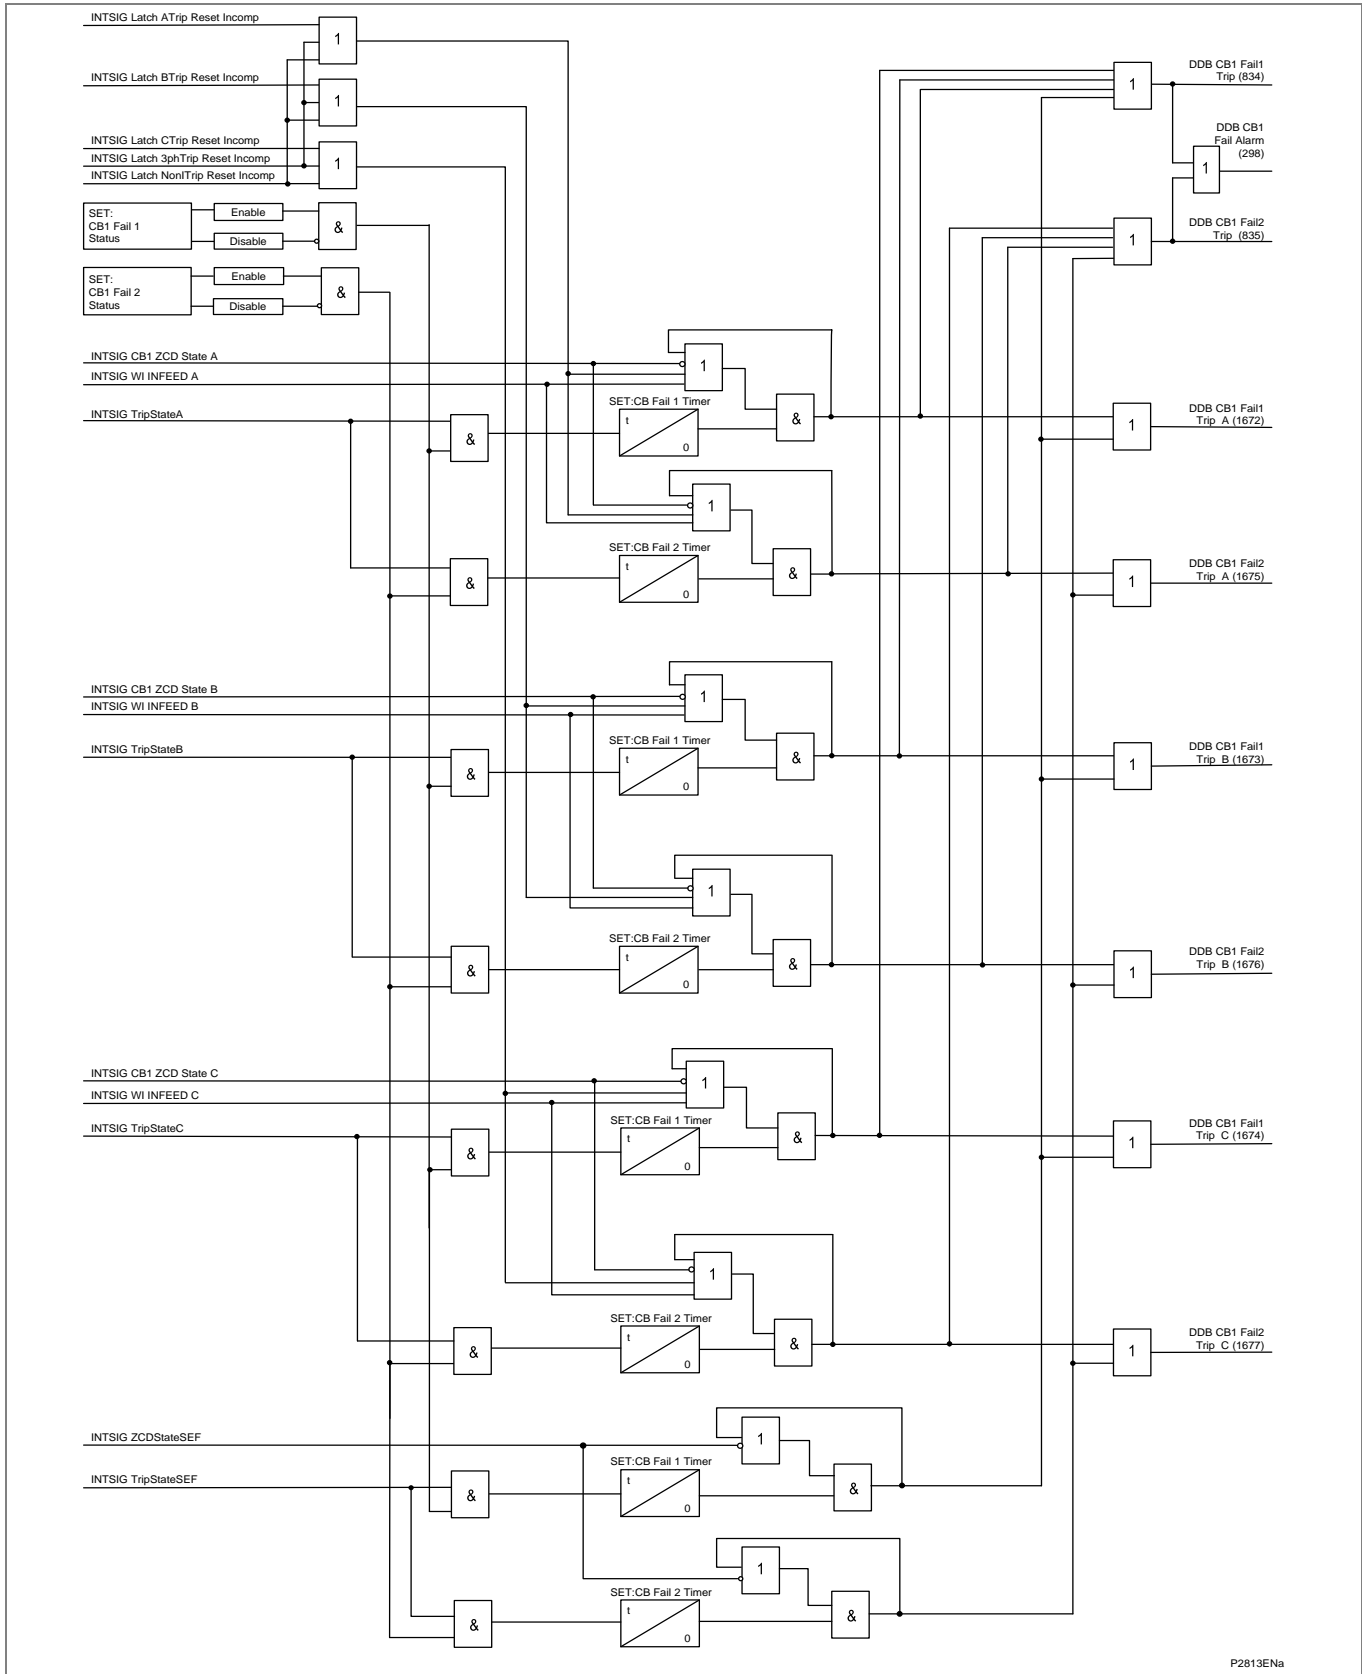 INTSIG Latch ATrip Reset Incomp
1
INTSIG Latch BTrip Reset Incomp
1
INTSIG Latch CTrip Reset Incomp
INTSIG Latch 3phTrip Reset Incomp
INTSIG Latch NonITrip Reset Incomp
1
SET:
CB1 Fail 1
Status
Enable
Disable
&
SET:
CB1 Fail 2
Status
Enable
Disable
&
1
DDB CB1 Fail1
Trip (834)
1
DDB CB1
Fail Alarm
(298)
1
DDB CB1 Fail2
Trip (835)
INTSIG CB1 ZCD State A
INTSIG WI INFEED A
INTSIG TripStateA
1
&
SET:CB Fail 1 Timer
t
0
&
1
DDB CB1 Fail1
Trip A (1672)
1
&
SET:CB Fail 2 Timer
t
0
&
1
DDB CB1 Fail2
Trip A (1675)
INTSIG CB1 ZCD State B
INTSIG WI INFEED B
INTSIG TripStateB
1
&
SET:CB Fail 1 Timer
t
0
&
1
DDB CB1 Fail1
Trip B (1673)
1
&
SET:CB Fail 2 Timer
t
0
&
1
DDB CB1 Fail2
Trip B (1676)
INTSIG CB1 ZCD State C
INTSIG WI INFEED C
INTSIG TripStateC
1
&
SET:CB Fail 1 Timer
t
0
&
1
DDB CB1 Fail1
Trip C (1674)
1
&
SET:CB Fail 2 Timer
t
0
&
1
DDB CB1 Fail2
Trip C (1677)
INTSIG ZCDStateSEF
INTSIG TripStateSEF
1
&
SET:CB Fail 1 Timer
t
0
&
1
&
SET:CB Fail 2 Timer
t
0
&
P2813ENa